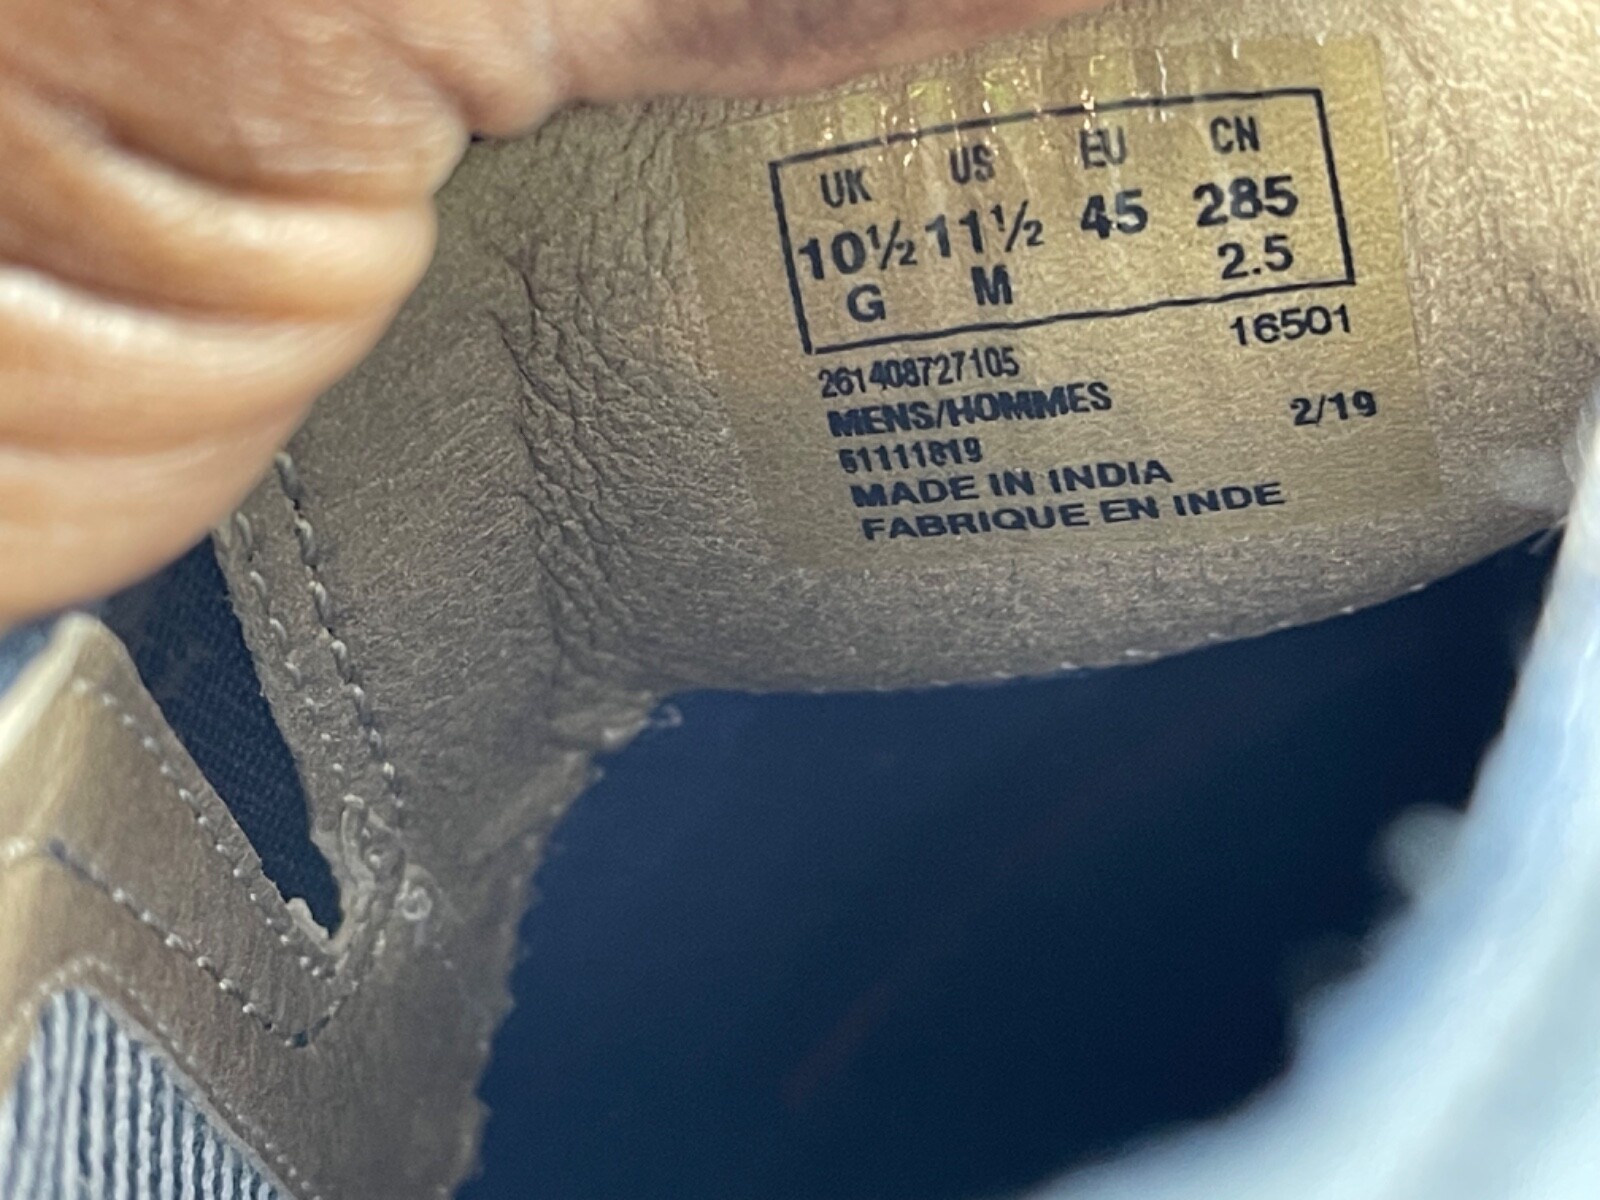 UK US EU CN
10½ 11½ 45 285
G M 2.5
16501
261408727105
MENS/HOMMES 2/19
61111819
MADE IN INDIA
FABRIQUE EN INDE